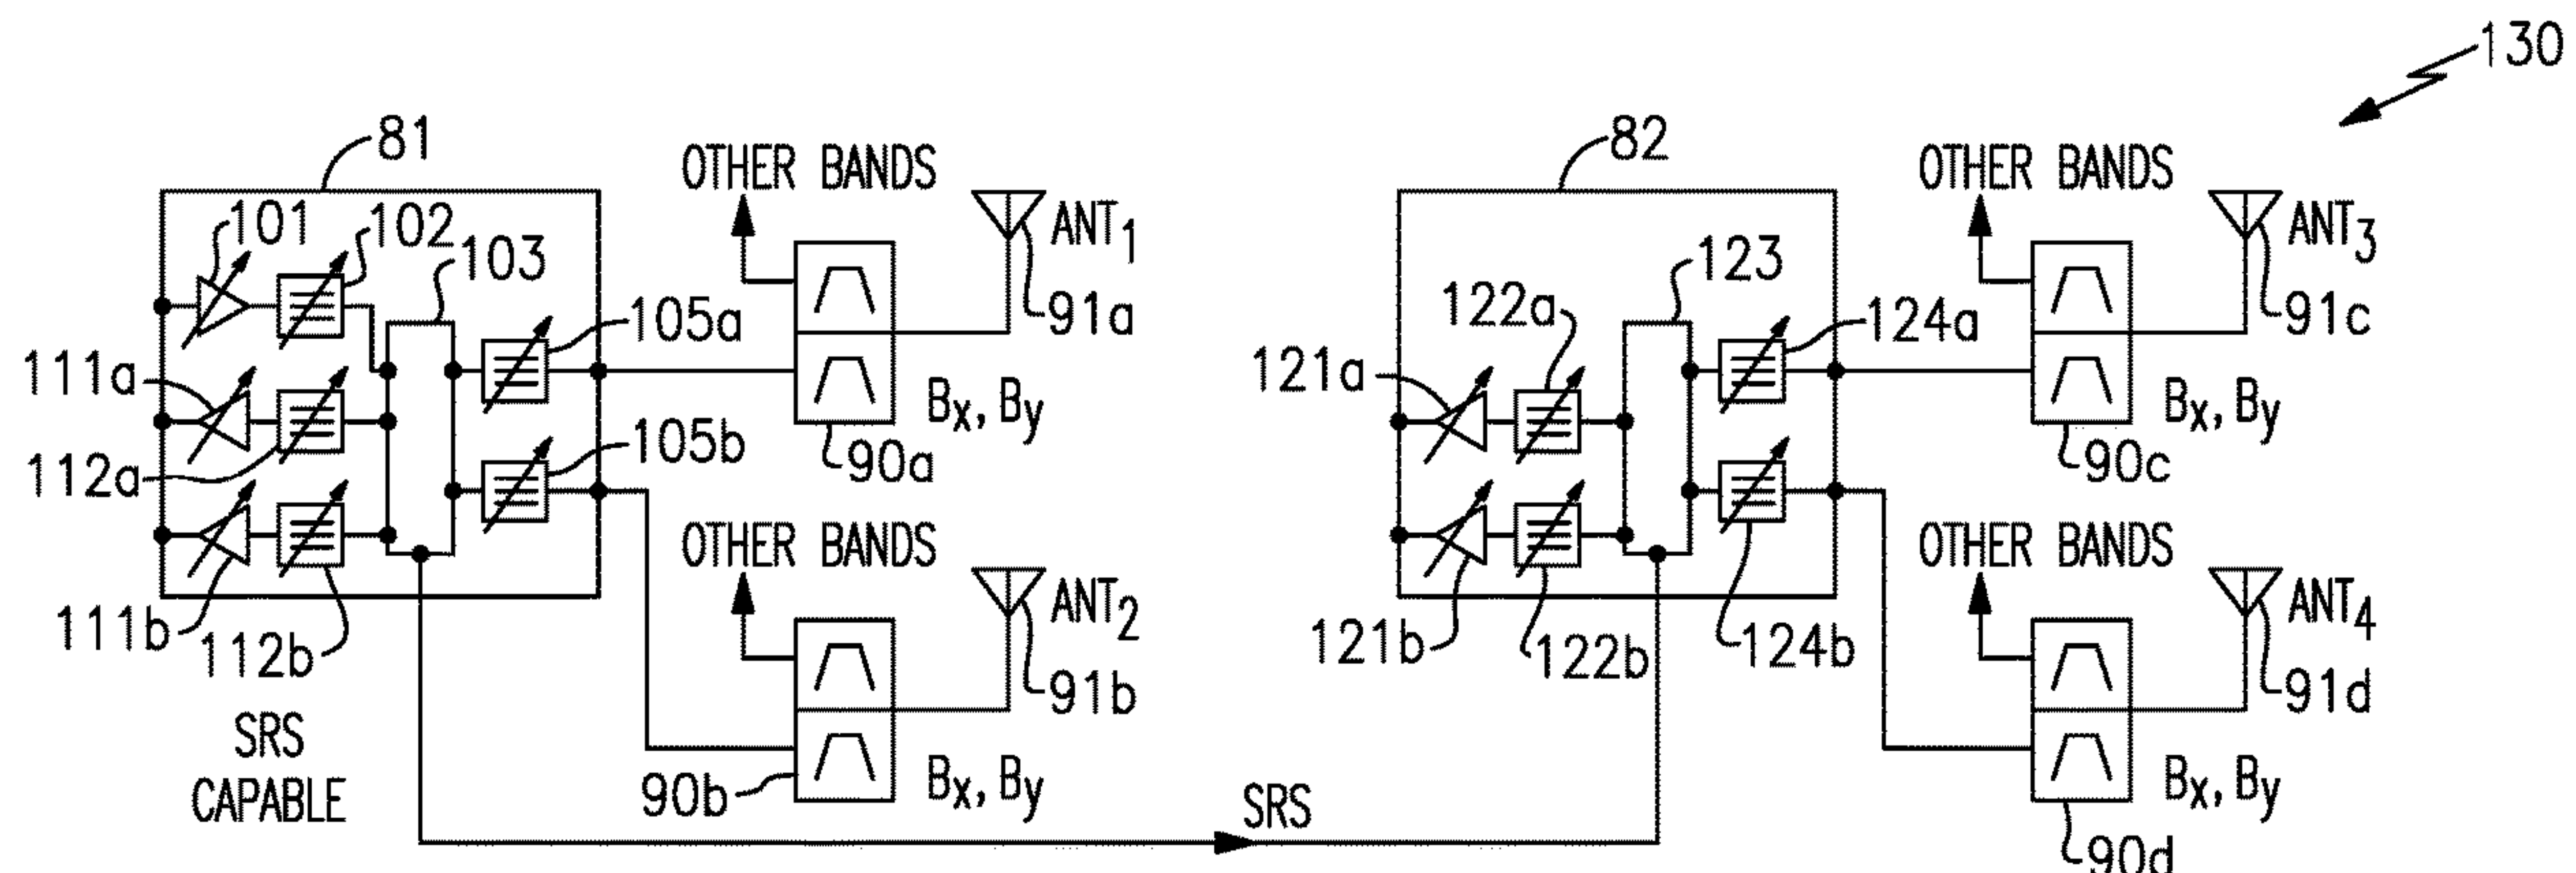 130
81
82
OTHER BANDS
OTHER BANDS
101
102
103
ANT1
123
ANT3
122a
105a
91a
124a
91c
111a
121a
Bx, By
Bx, By
105b
112a
90a
90c
OTHER BANDS
OTHER BANDS
111b
112b
ANT2
121b
122b
124b
ANT4
91b
91d
SRS
CAPABLE
90b
Bx, By
SRS
Bx, By
90d